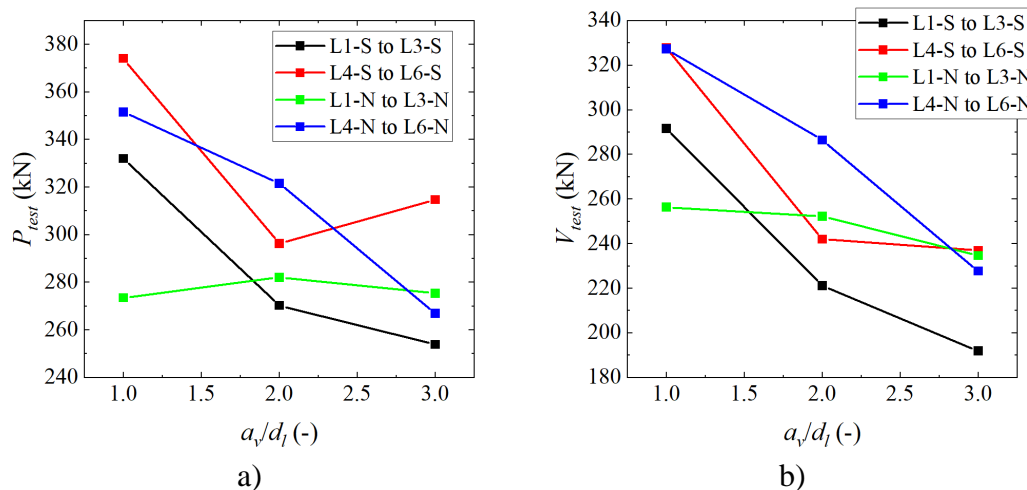 380
360
340
320
300
280
260
240
P_test (kN)
L1-S to L3-S
L4-S to L6-S
L1-N to L3-N
L4-N to L6-N
1.0 1.5 2.0 2.5 3.0
a_v/d_l (-)
a)
340
320
300
280
260
240
220
200
180
V_test (kN)
L1-S to L3-S
L4-S to L6-S
L1-N to L3-N
L4-N to L6-N
1.0 1.5 2.0 2.5 3.0
a_v/d_l (-)
b)